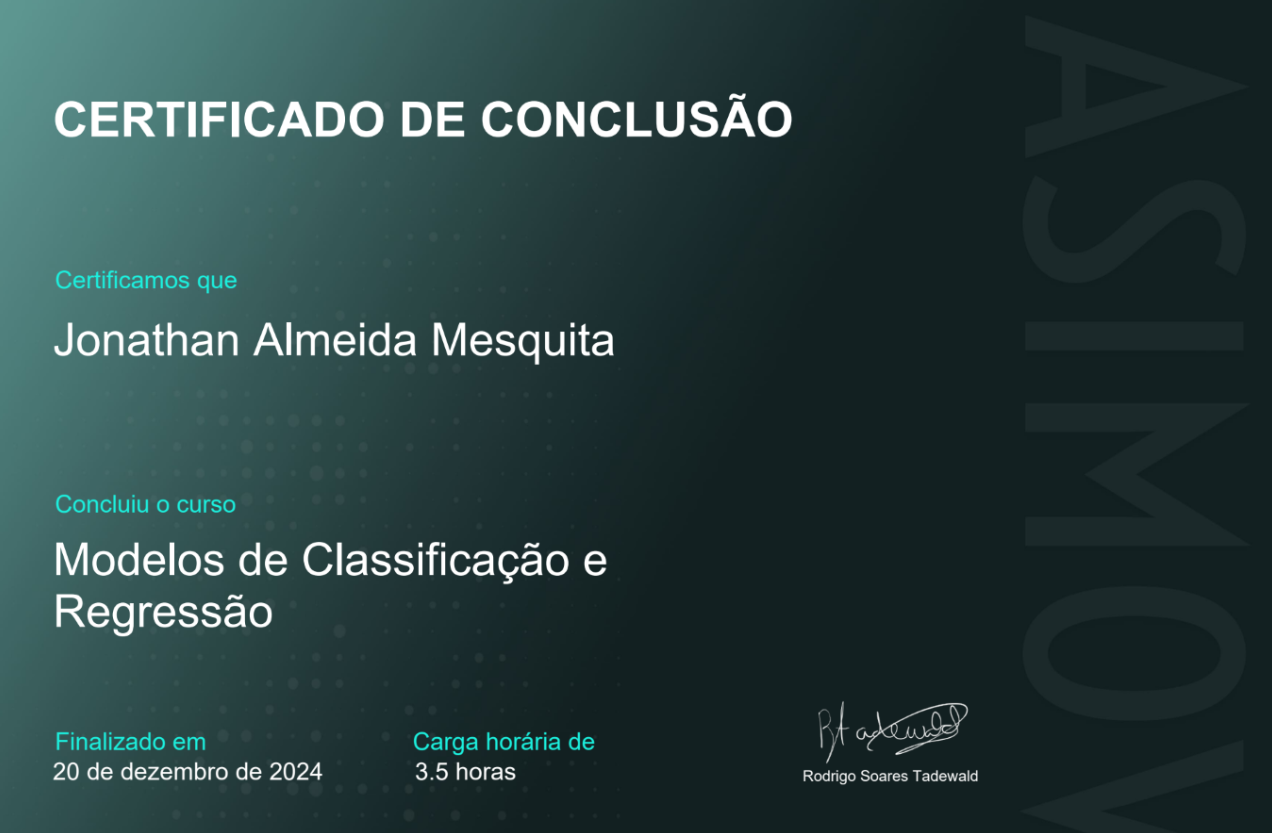 CERTIFICADO DE CONCLUSÃO
Certificamos que
Jonathan Almeida Mesquita
Concluiu o curso
Modelos de Classificação e
Regressão
Finalizado em
20 de dezembro de 2024
Carga horária de
3.5 horas
Rtadewald
Rodrigo Soares Tadewald
ASIMOV